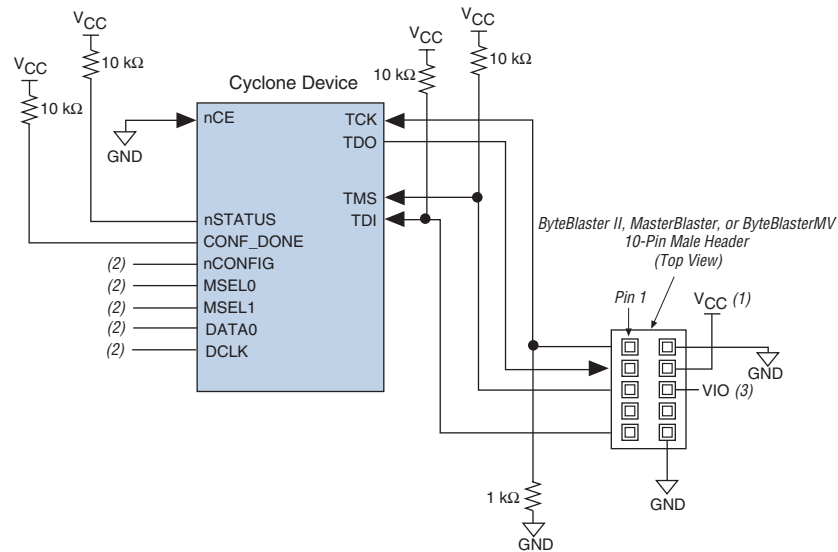 VCC
VCC
VCC
VCC
10 kΩ
10 kΩ
10 kΩ
10 kΩ
Cyclone Device
nCE
TCK
TDO
GND
TMS
TDI
nSTATUS
CONF_DONE
(2) nCONFIG
(2) MSEL0
(2) MSEL1
(2) DATA0
(2) DCLK
ByteBlaster II, MasterBlaster, or ByteBlasterMV
10-Pin Male Header
(Top View)
Pin 1
VCC (1)
GND
VIO (3)
GND
1 kΩ
GND